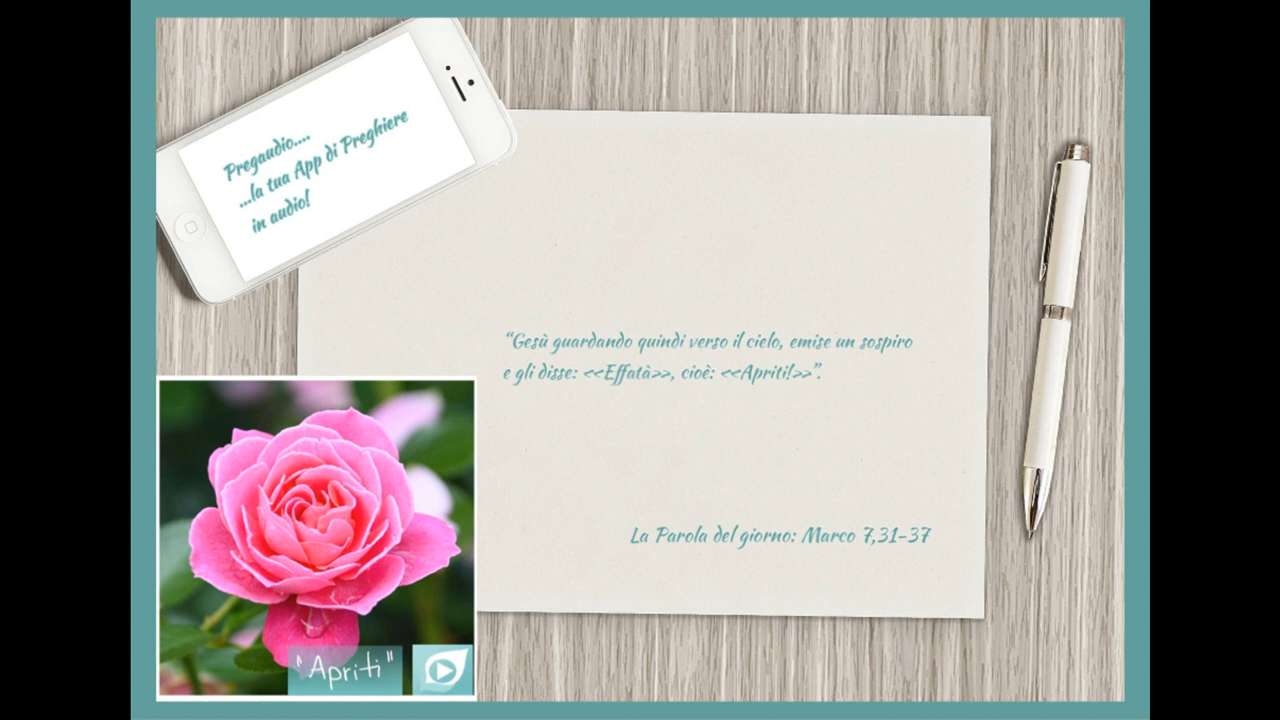 Pregaudio....
...la tua App di Preghiere
in audio!
“Gesù guardando quindi verso il cielo, emise un sospiro
e gli disse: <<Effatà>>, cioè: <<Apriti!>>”.
La Parola del giorno: Marco 7,31-37
"Apriti"